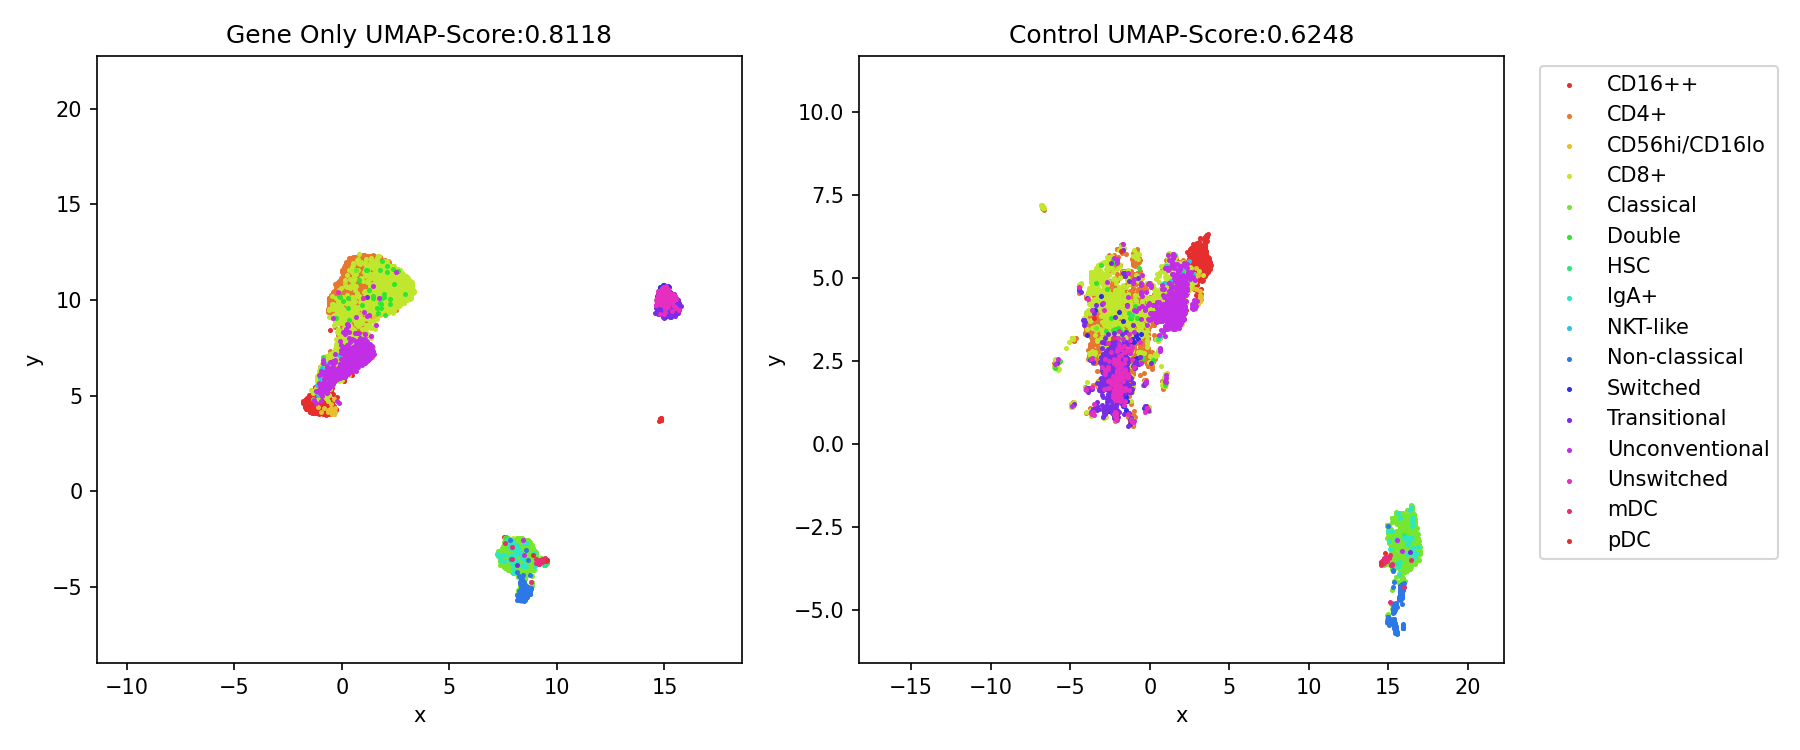 Gene Only UMAP-Score:0.8118
20
15
10
5
0
−5
y
−10 −5 0 5 10 15
x
Control UMAP-Score:0.6248
10.0
7.5
5.0
2.5
0.0
−2.5
−5.0
y
−15 −10 −5 0 5 10 15 20
x
CD16++
CD4+
CD56hi/CD16lo
CD8+
Classical
Double
HSC
IgA+
NKT-like
Non-classical
Switched
Transitional
Unconventional
Unswitched
mDC
pDC